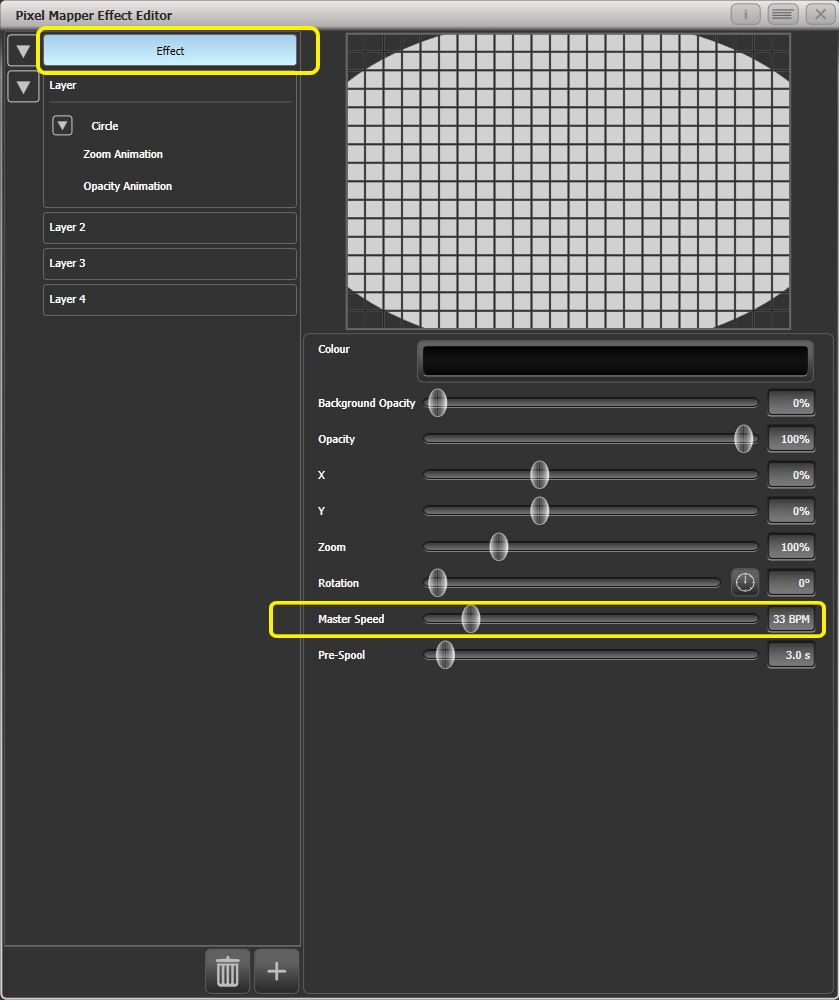 Pixel Mapper Effect Editor
i
Effect
Layer
Circle
Zoom Animation
Opacity Animation
Layer 2
Layer 3
Layer 4
Colour
Background Opacity 0%
Opacity 100%
X 0%
Y 0%
Zoom 100%
Rotation 0°
Master Speed 33 BPM
Pre-Spool 3.0 s